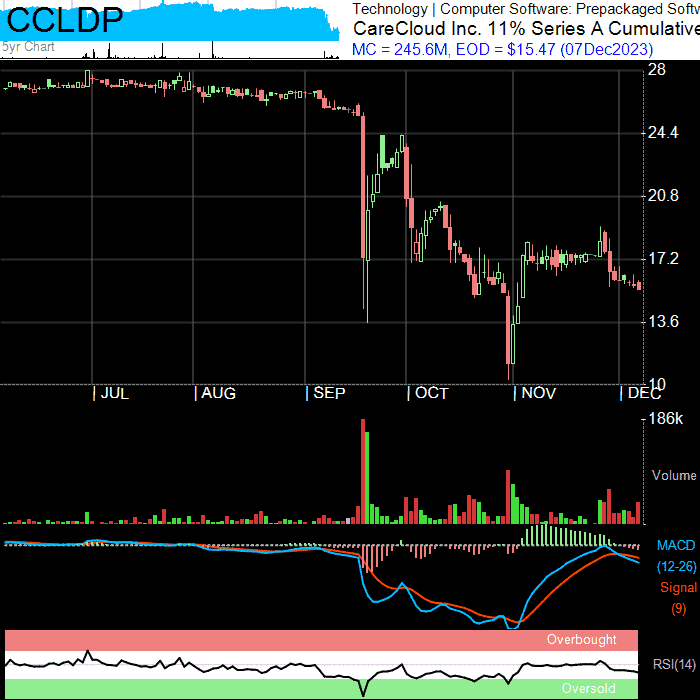 CCLDP
5yr Chart
Technology | Computer Software: Prepackaged Softw
CareCloud Inc. 11% Series A Cumulative
MC = 245.6M, EOD = $15.47 (07Dec2023)
28
24.4
20.8
17.2
13.6
10
| JUL | AUG | SEP | OCT | NOV | DEC
186k
Volume
MACD
(12-26)
Signal
(9)
Overbought
RSI(14)
Oversold